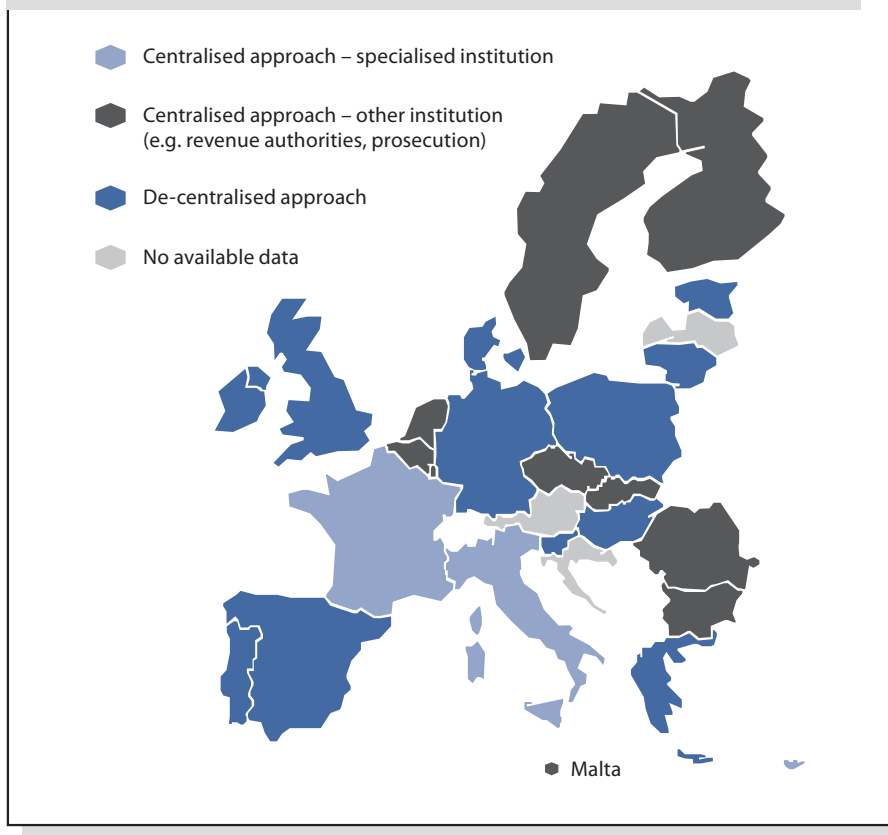 Centralised approach – specialised institution
Centralised approach – other institution
(e.g. revenue authorities, prosecution)
De-centralised approach
No available data
Malta